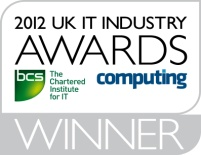 2012 UK IT INDUSTRY
AWARDS
bcs The Chartered Institute for IT computing
WINNER